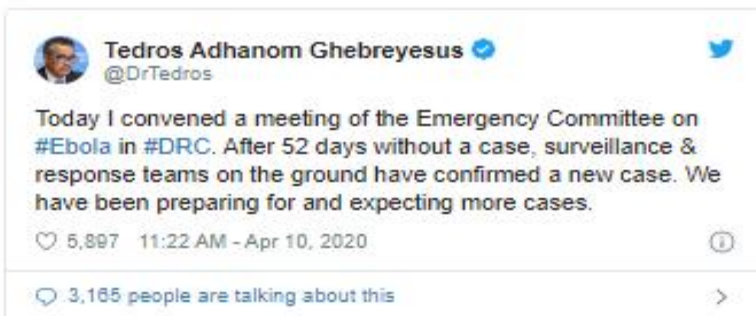 Tedros Adhanom Ghebreyesus
@DrTedros
Today I convened a meeting of the Emergency Committee on
#Ebola in #DRC. After 52 days without a case, surveillance &
response teams on the ground have confirmed a new case. We
have been preparing for and expecting more cases.
5,897 11:22 AM - Apr 10, 2020
3,165 people are talking about this